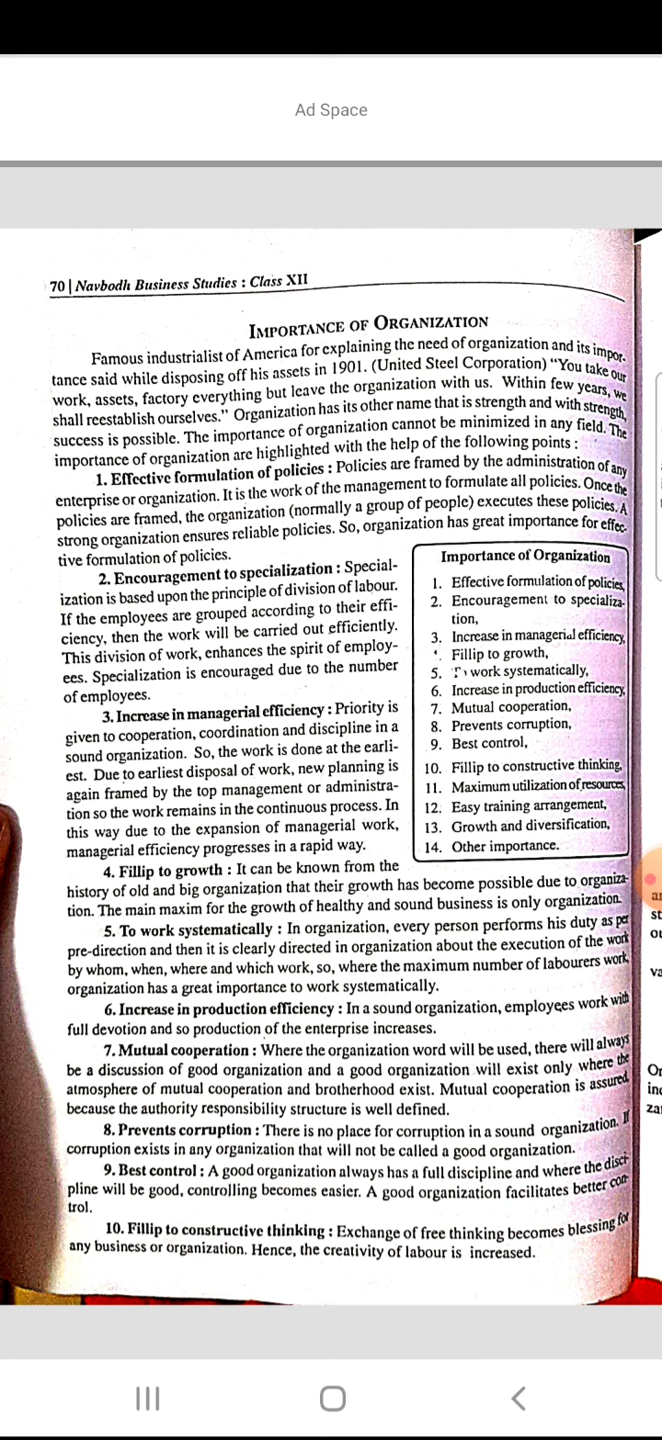 Ad Space
70 | Navbodh Business Studies : Class XII
IMPORTANCE OF ORGANIZATION
Famous industrialist of America for explaining the need of organization and its impor-
tance said while disposing off his assets in 1901. (United Steel Corporation) “You take our
work, assets, factory everything but leave the organization with us. Within few years, we
shall reestablish ourselves.” Organization has its other name that is strength and with strength,
success is possible. The importance of organization cannot be minimized in any field. The
importance of organization are highlighted with the help of the following points :
1. Effective formulation of policies : Policies are framed by the administration of any
enterprise or organization. It is the work of the management to formulate all policies. Once the
policies are framed, the organization (normally a group of people) executes these policies. A
strong organization ensures reliable policies. So, organization has great importance for effec-
tive formulation of policies.
2. Encouragement to specialization : Special-
ization is based upon the principle of division of labour.
If the employees are grouped according to their effi-
ciency, then the work will be carried out efficiently.
This division of work, enhances the spirit of employ-
ees. Specialization is encouraged due to the number
of employees.
3. Increase in managerial efficiency : Priority is
given to cooperation, coordination and discipline in a
sound organization. So, the work is done at the earli-
est. Due to earliest disposal of work, new planning is
again framed by the top management or administra-
tion so the work remains in the continuous process. In
this way due to the expansion of managerial work,
managerial efficiency progresses in a rapid way.
Importance of Organization
1. Effective formulation of policies,
2. Encouragement to specializa-
tion,
3. Increase in managerial efficiency,
Fillip to growth,
5. To work systematically,
6. Increase in production efficiency,
7. Mutual cooperation,
8. Prevents corruption,
9. Best control,
10. Fillip to constructive thinking,
11. Maximum utilization of resources,
12. Easy training arrangement,
13. Growth and diversification,
14. Other importance.
4. Fillip to growth : It can be known from the
history of old and big organization that their growth has become possible due to organiza-
tion. The main maxim for the growth of healthy and sound business is only organization.
5. To work systematically : In organization, every person performs his duty as per
pre-direction and then it is clearly directed in organization about the execution of the work
by whom, when, where and which work, so, where the maximum number of labourers work,
organization has a great importance to work systematically.
6. Increase in production efficiency : In a sound organization, employees work with
full devotion and so production of the enterprise increases.
7. Mutual cooperation : Where the organization word will be used, there will always
be a discussion of good organization and a good organization will exist only where the
atmosphere of mutual cooperation and brotherhood exist. Mutual cooperation is assured
because the authority responsibility structure is well defined.
8. Prevents corruption : There is no place for corruption in a sound organization. If
corruption exists in any organization that will not be called a good organization.
9. Best control : A good organization always has a full discipline and where the disci-
pline will be good, controlling becomes easier. A good organization facilitates better con-
trol.
10. Fillip to constructive thinking : Exchange of free thinking becomes blessing for
any business or organization. Hence, the creativity of labour is increased.